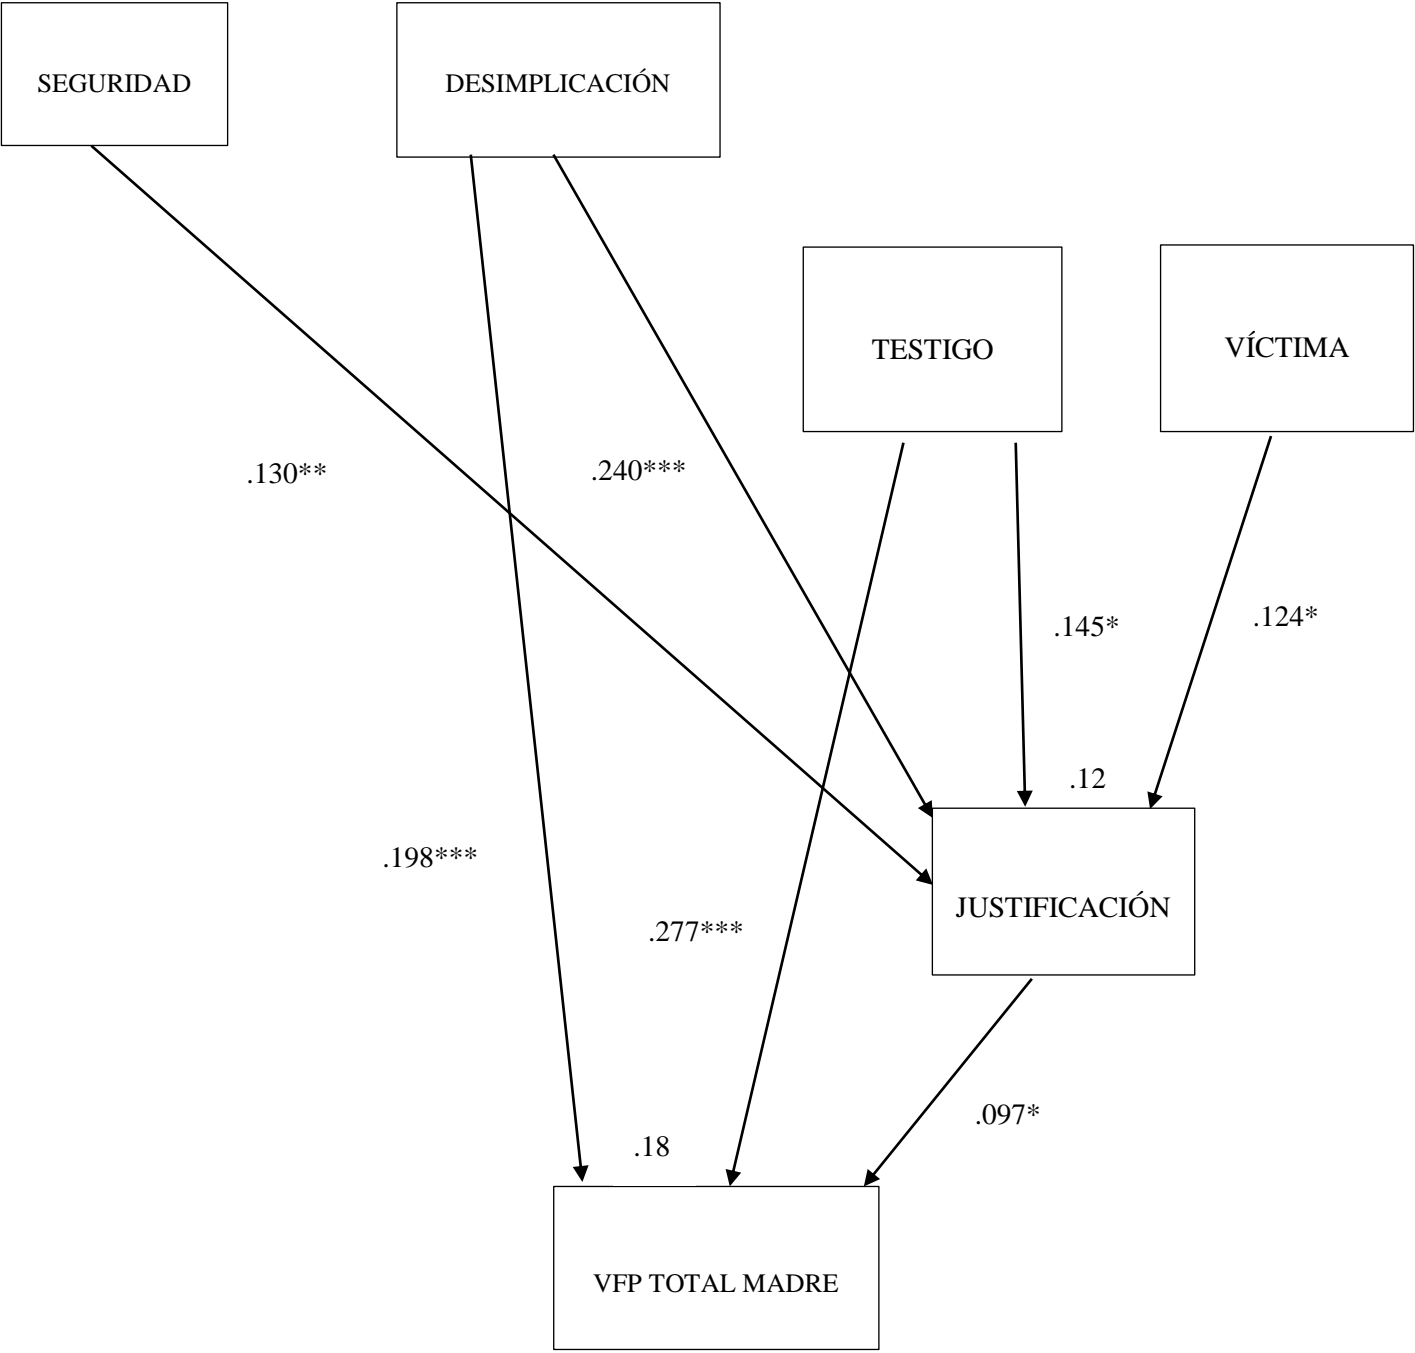 SEGURIDAD
DESIMPLICACIÓN
TESTIGO
VÍCTIMA
.130**
.240***
.145*
.124*
.12
.198***
JUSTIFICACIÓN
.277***
.097*
.18
VFP TOTAL MADRE